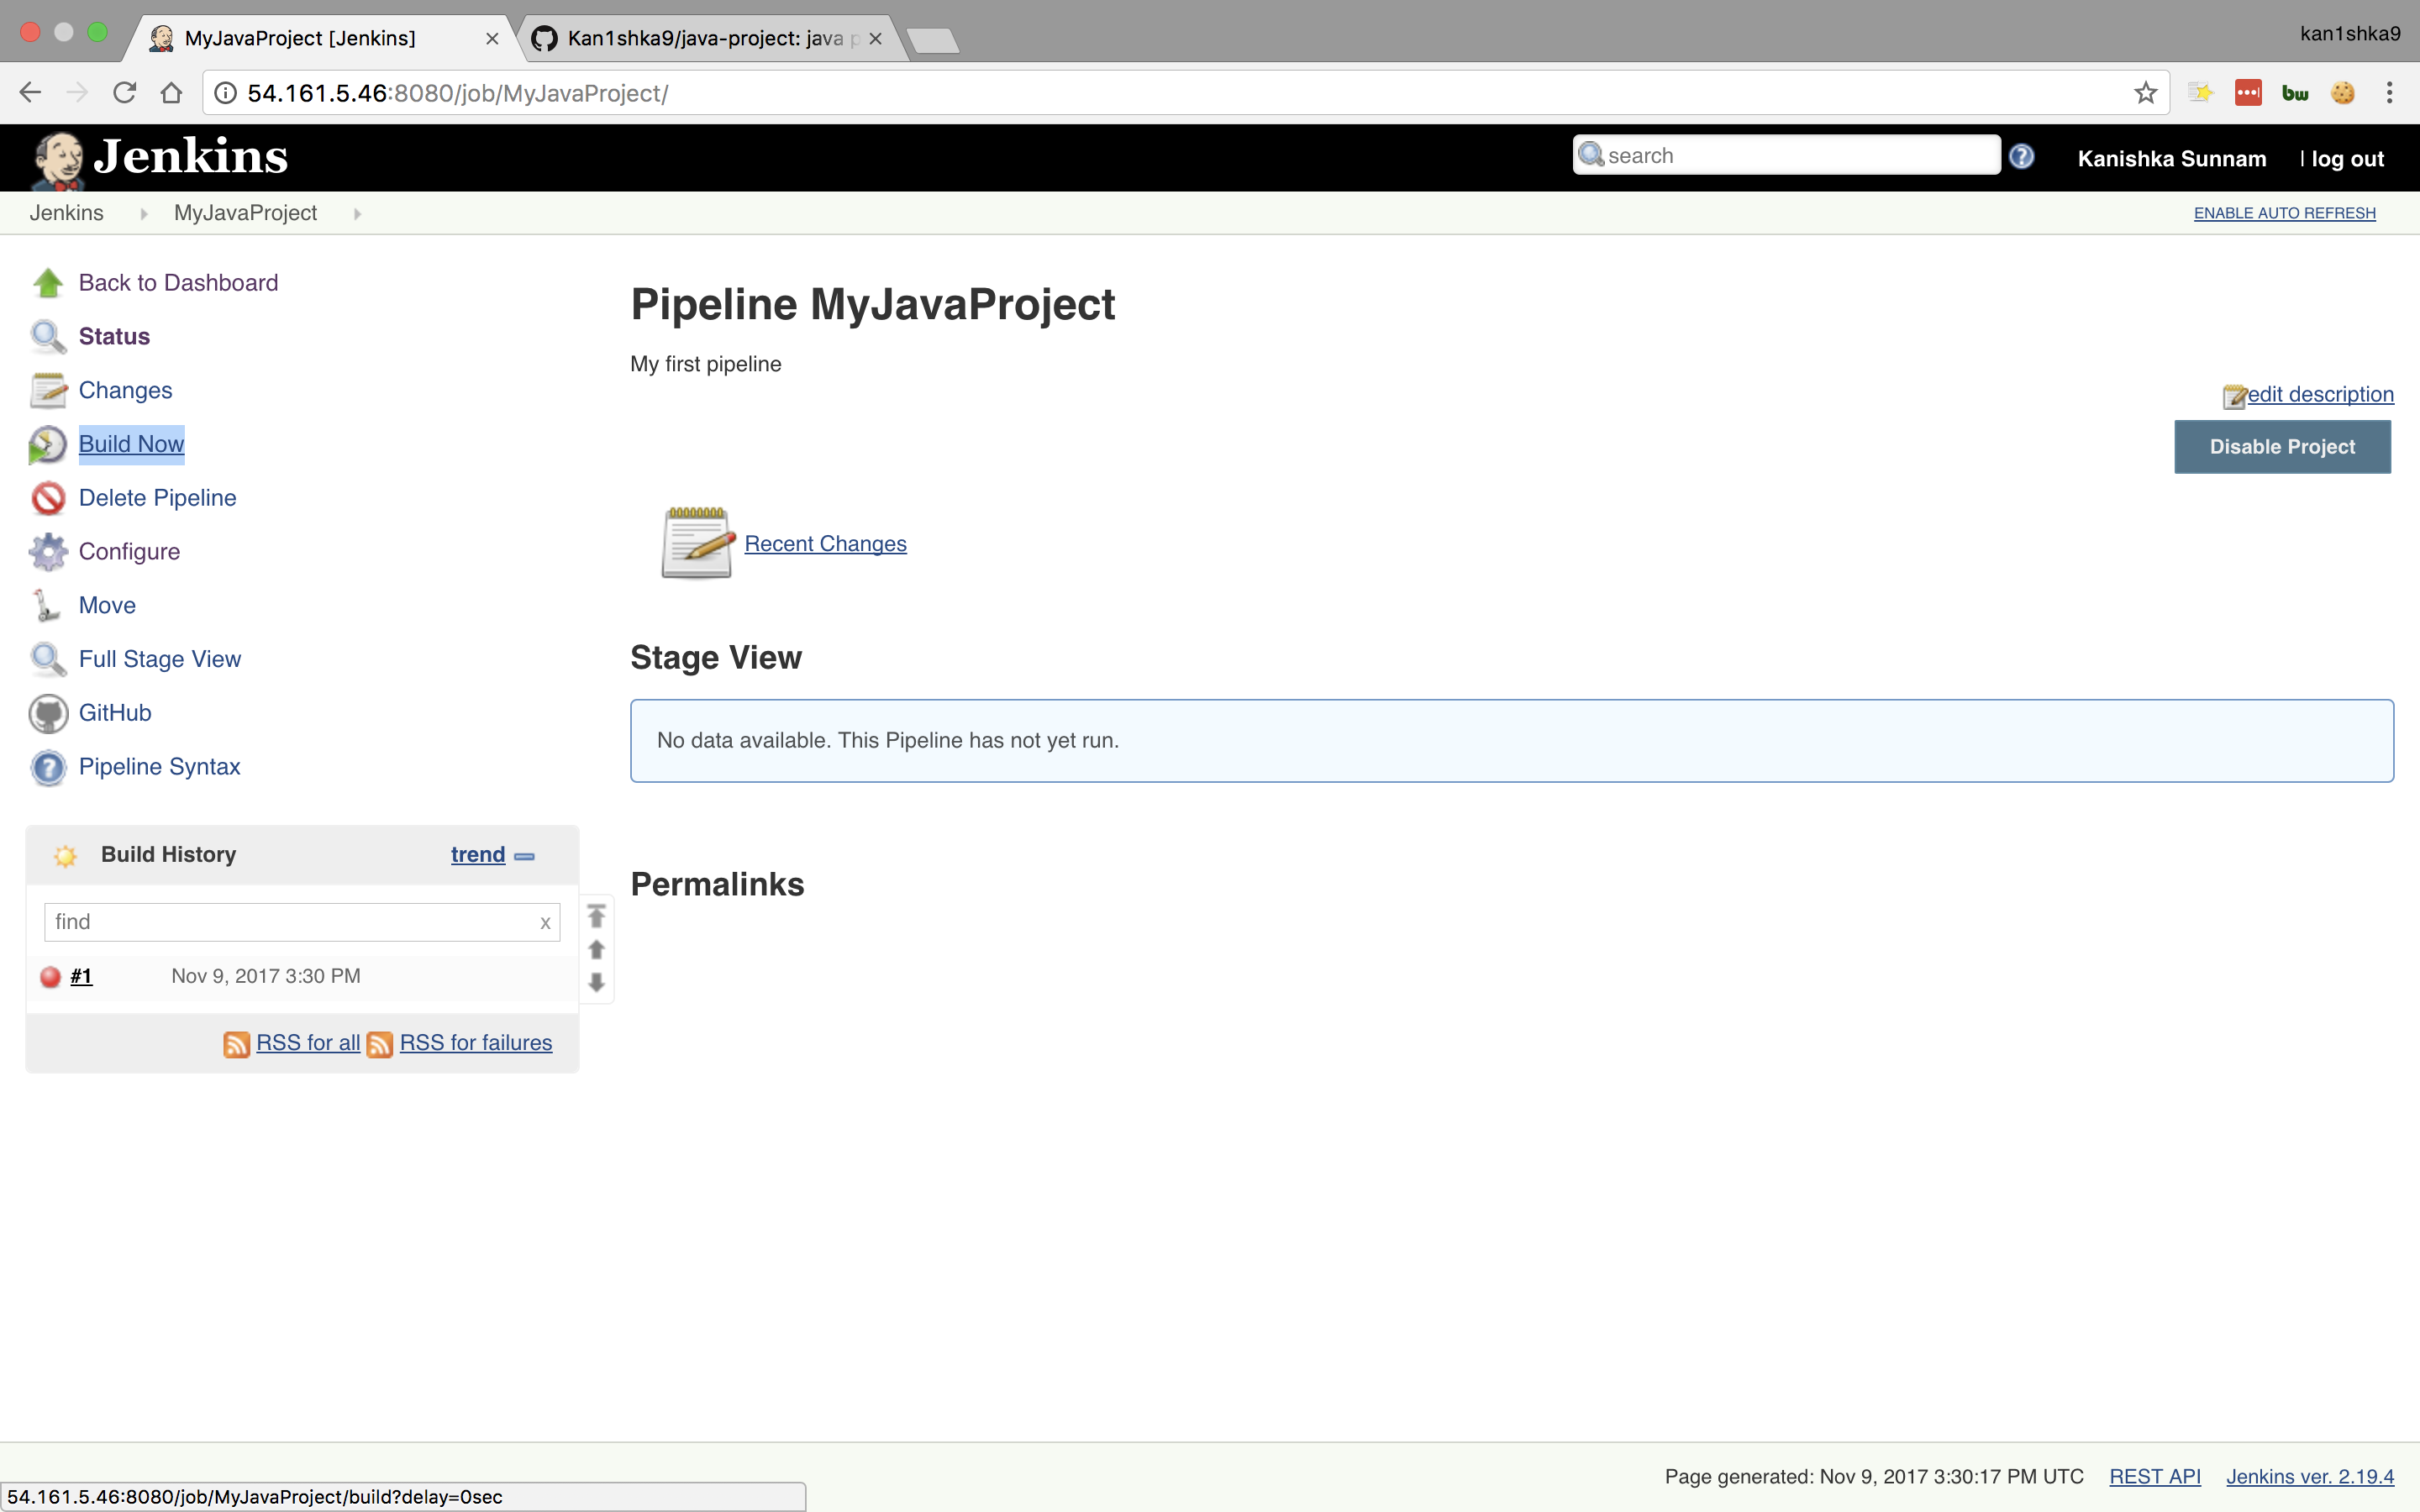 MyJavaProject [Jenkins]
Kan1shka9/java-project: java p
kan1shka9
54.161.5.46:8080/job/MyJavaProject/
bw
Jenkins
search
Kanishka Sunnam
| log out
Jenkins
MyJavaProject
ENABLE AUTO REFRESH
Back to Dashboard
Status
Changes
Build Now
Delete Pipeline
Configure
Move
Full Stage View
GitHub
Pipeline Syntax
Build History
trend
find
x
#1
Nov 9, 2017 3:30 PM
RSS for all
RSS for failures
Pipeline MyJavaProject
My first pipeline
edit description
Disable Project
Recent Changes
Stage View
No data available. This Pipeline has not yet run.
Permalinks
Page generated: Nov 9, 2017 3:30:17 PM UTC
REST API
Jenkins ver. 2.19.4
54.161.5.46:8080/job/MyJavaProject/build?delay=0sec